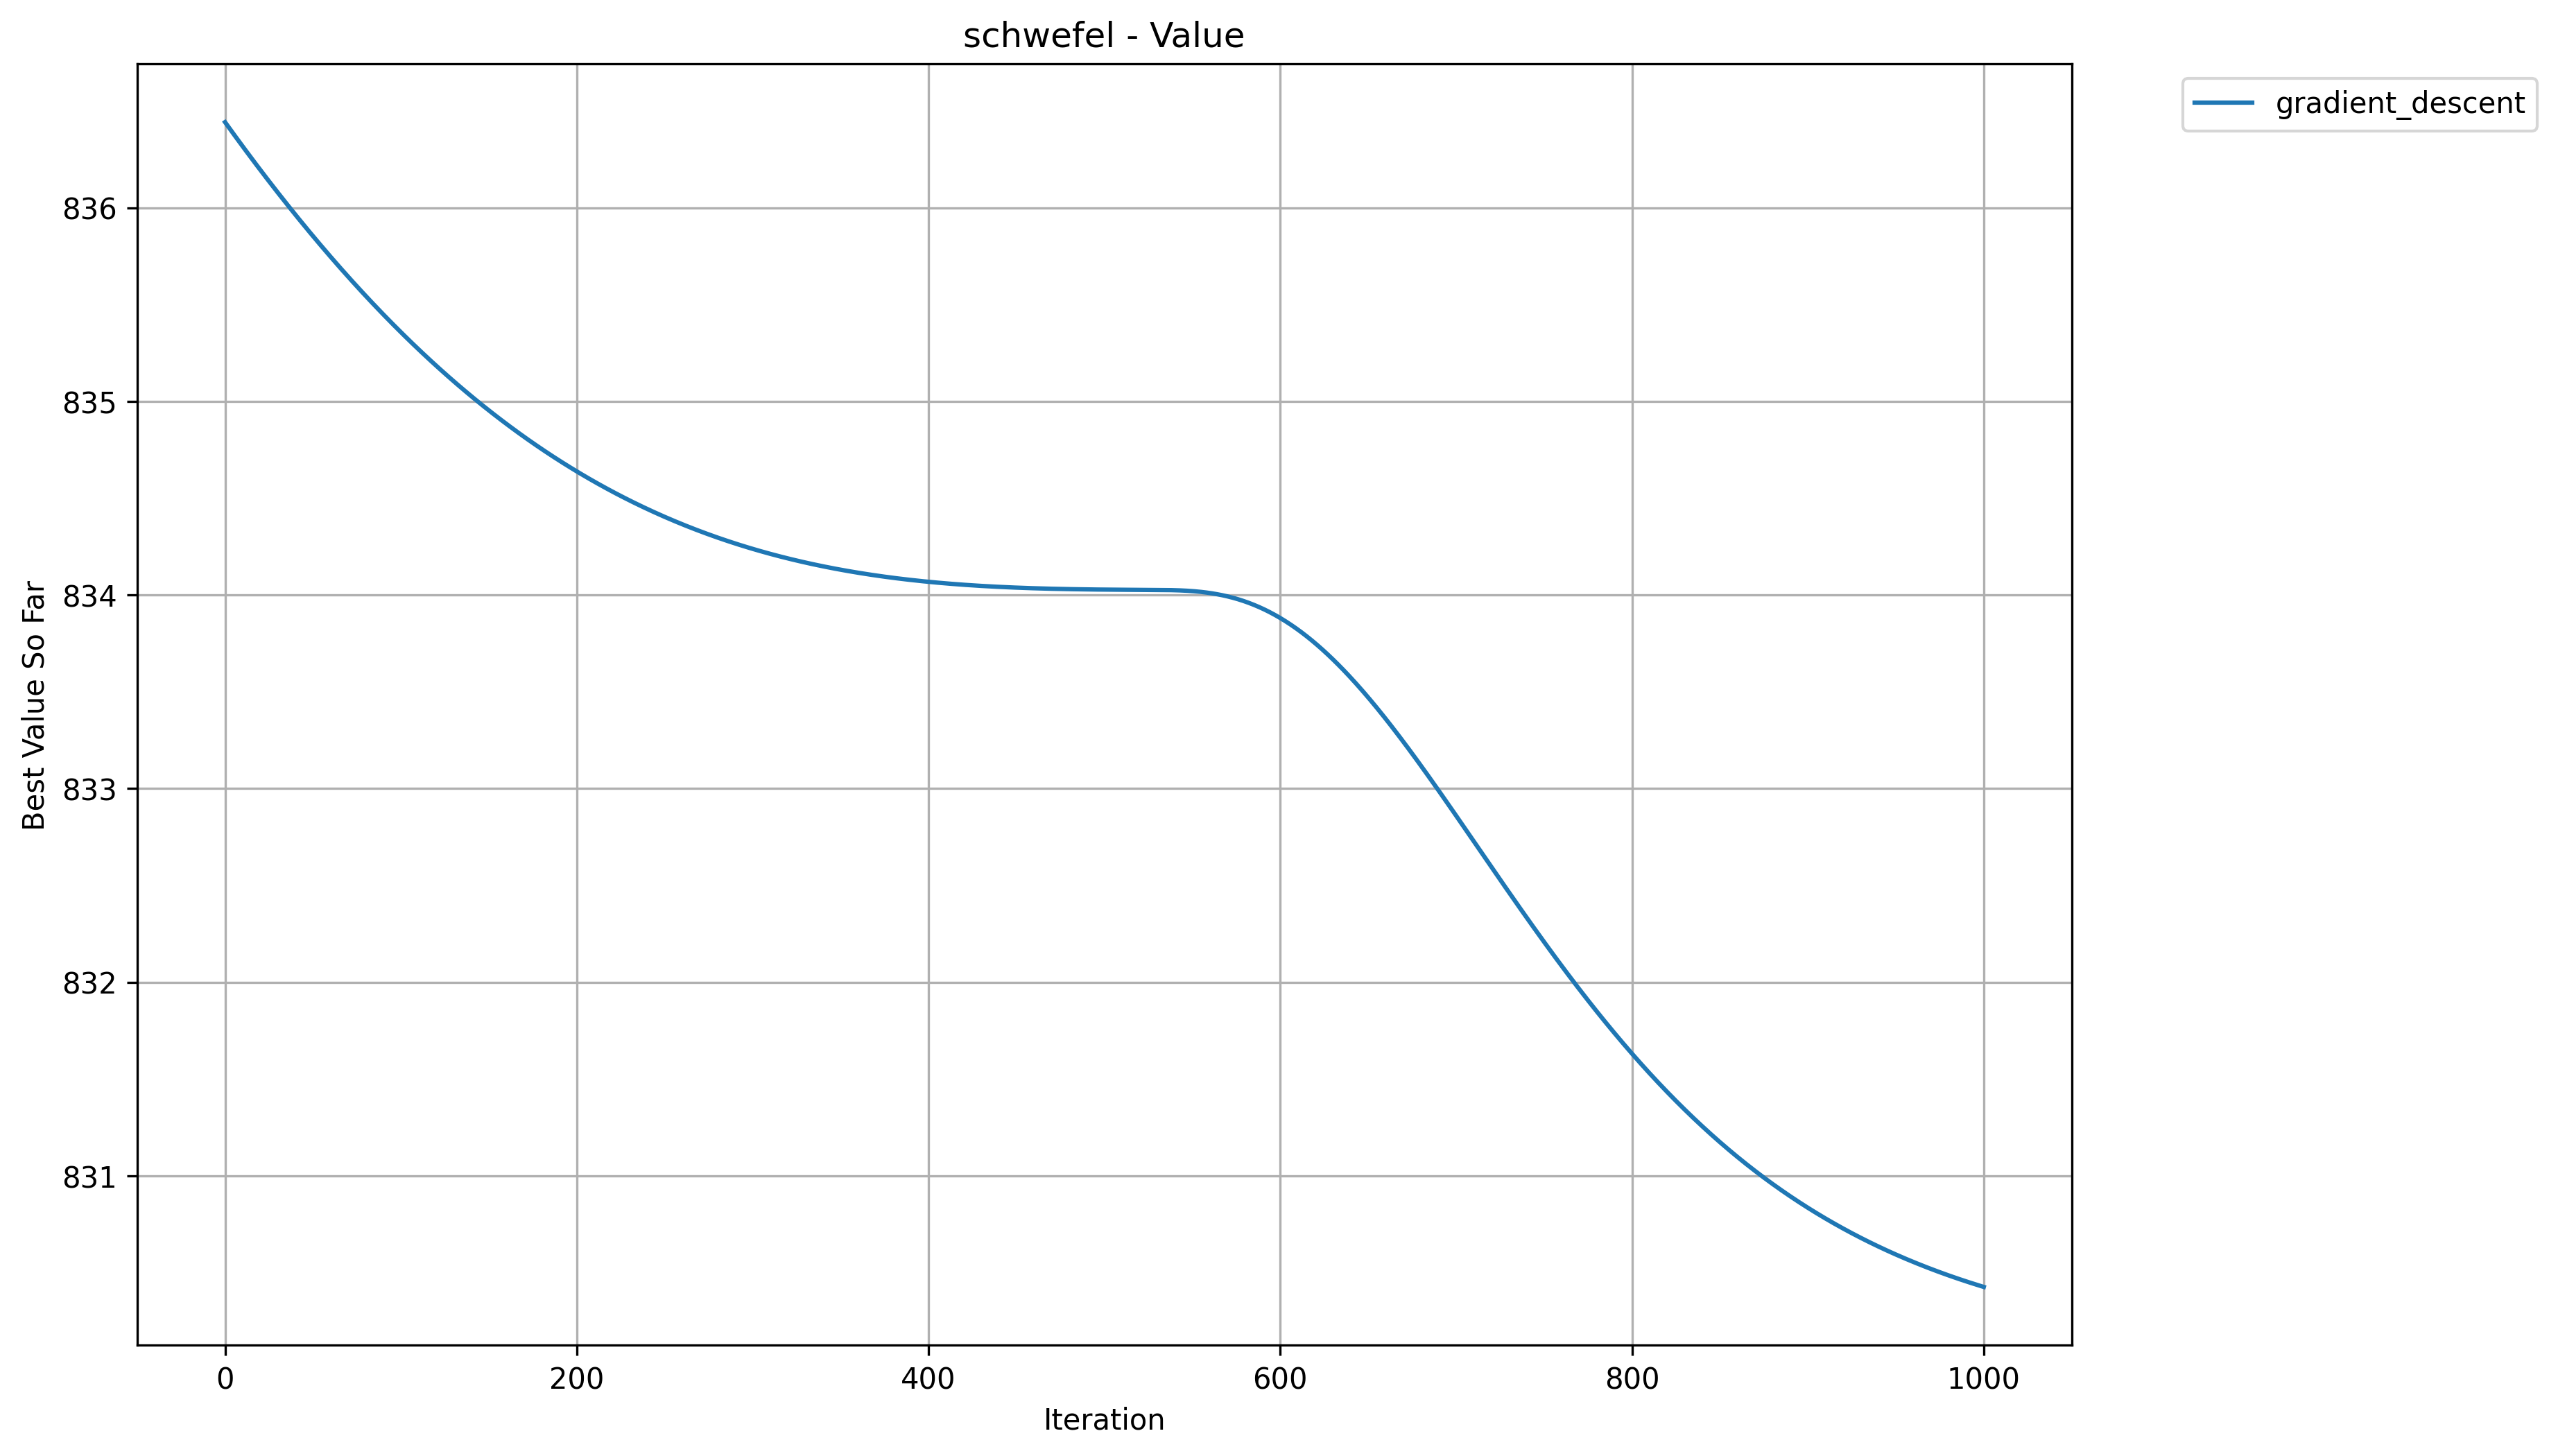 schwefel - Value
gradient_descent
Best Value So Far
836
835
834
833
832
831
0 200 400 600 800 1000
Iteration